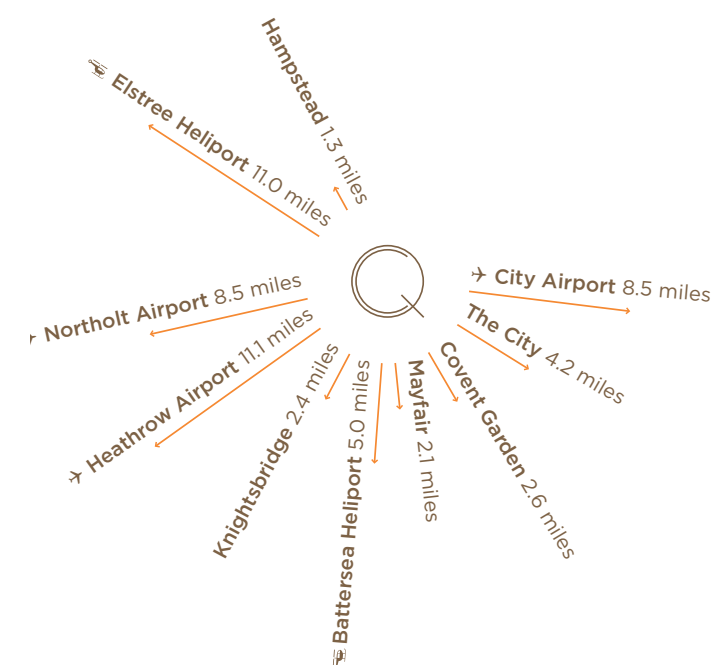 Hampstead 1.3 miles
Elstree Heliport 11.0 miles
Q
City Airport 8.5 miles
Northolt Airport 8.5 miles
The City 4.2 miles
Heathrow Airport 11.1 miles
Knightsbridge 2.4 miles
Battersea Heliport 5.0 miles
Mayfair 2.1 miles
Covent Garden 2.6 miles